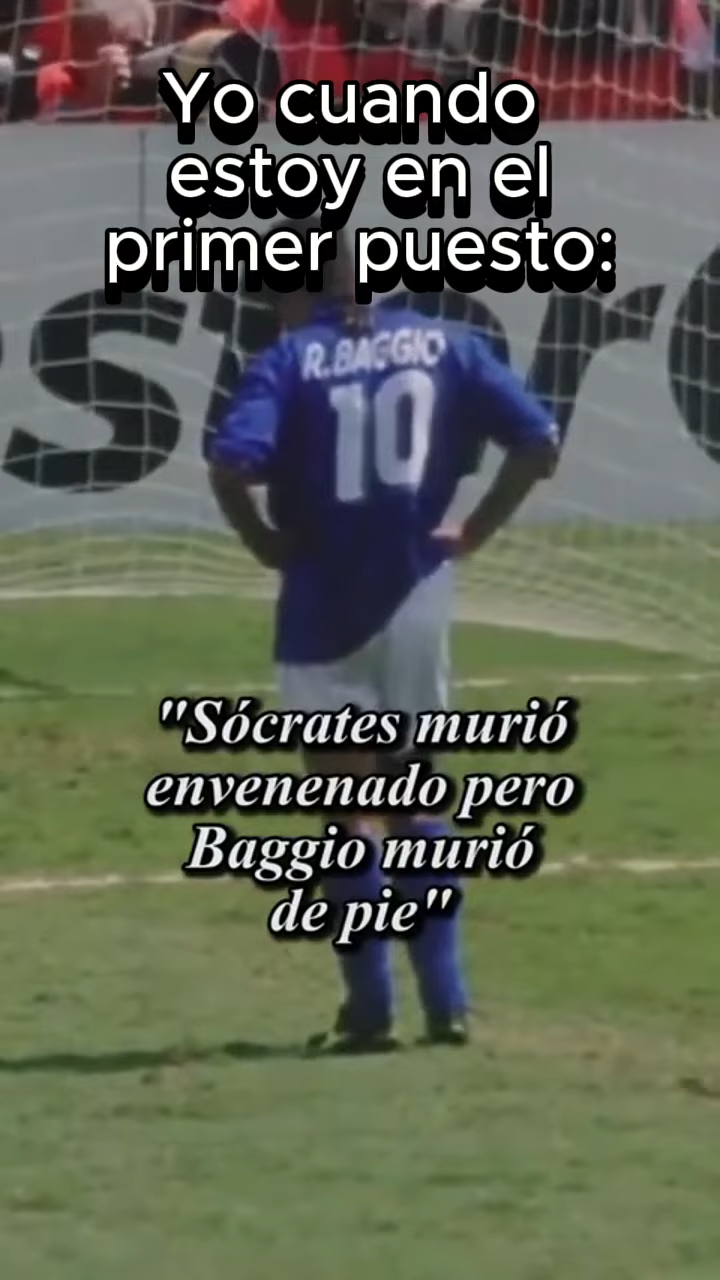 Yo cuando
estoy en el
primer puesto:
R.BAGGIO
10
"Sócrates murió
envenenado pero
Baggio murió
de pie"